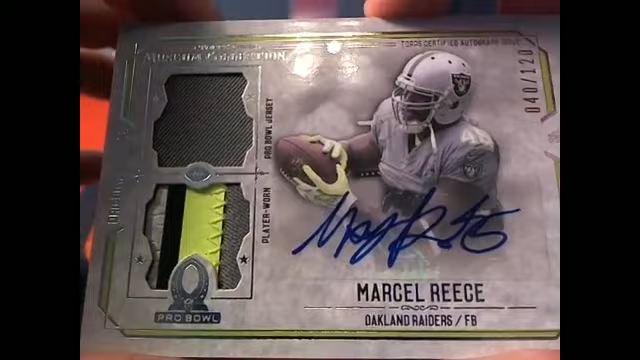 MUSEUM COLLECTION
TOPPS CERTIFIED AUTOGRAPH ISSUE
040/120
PRO BOWL JERSEY
PLAYER-WORN
PRO BOWL
MARCEL REECE
OAKLAND RAIDERS / FB